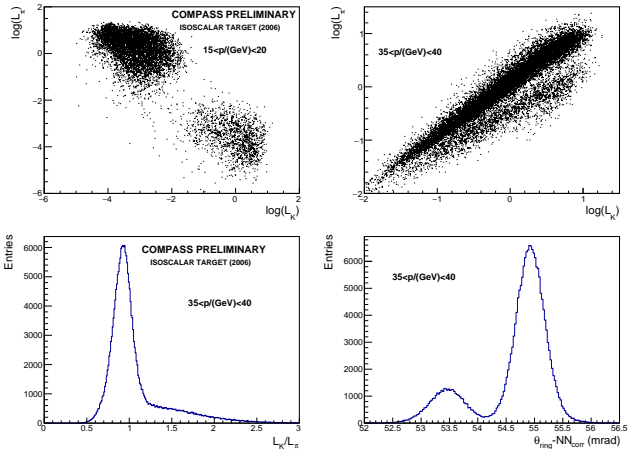 log(L_π)
COMPASS PRELIMINARY
ISOSCALAR TARGET (2006)
15<p/(GeV)<20
2
0
−2
−4
−6
−6 −4 −2 0 2
log(L_K)
log(L_π)
35<p/(GeV)<40
1
0
−1
−2
−2 −1 0 1
log(L_K)
Entries
COMPASS PRELIMINARY
ISOSCALAR TARGET (2006)
35<p/(GeV)<40
6000
5000
4000
3000
2000
1000
0
0 0.5 1 1.5 2 2.5 3
L_K/L_π
Entries
35<p/(GeV)<40
6000
5000
4000
3000
2000
1000
0
52 52.5 53 53.5 54 54.5 55 55.5 56 56.5
θ_ring-NN_corr (mrad)